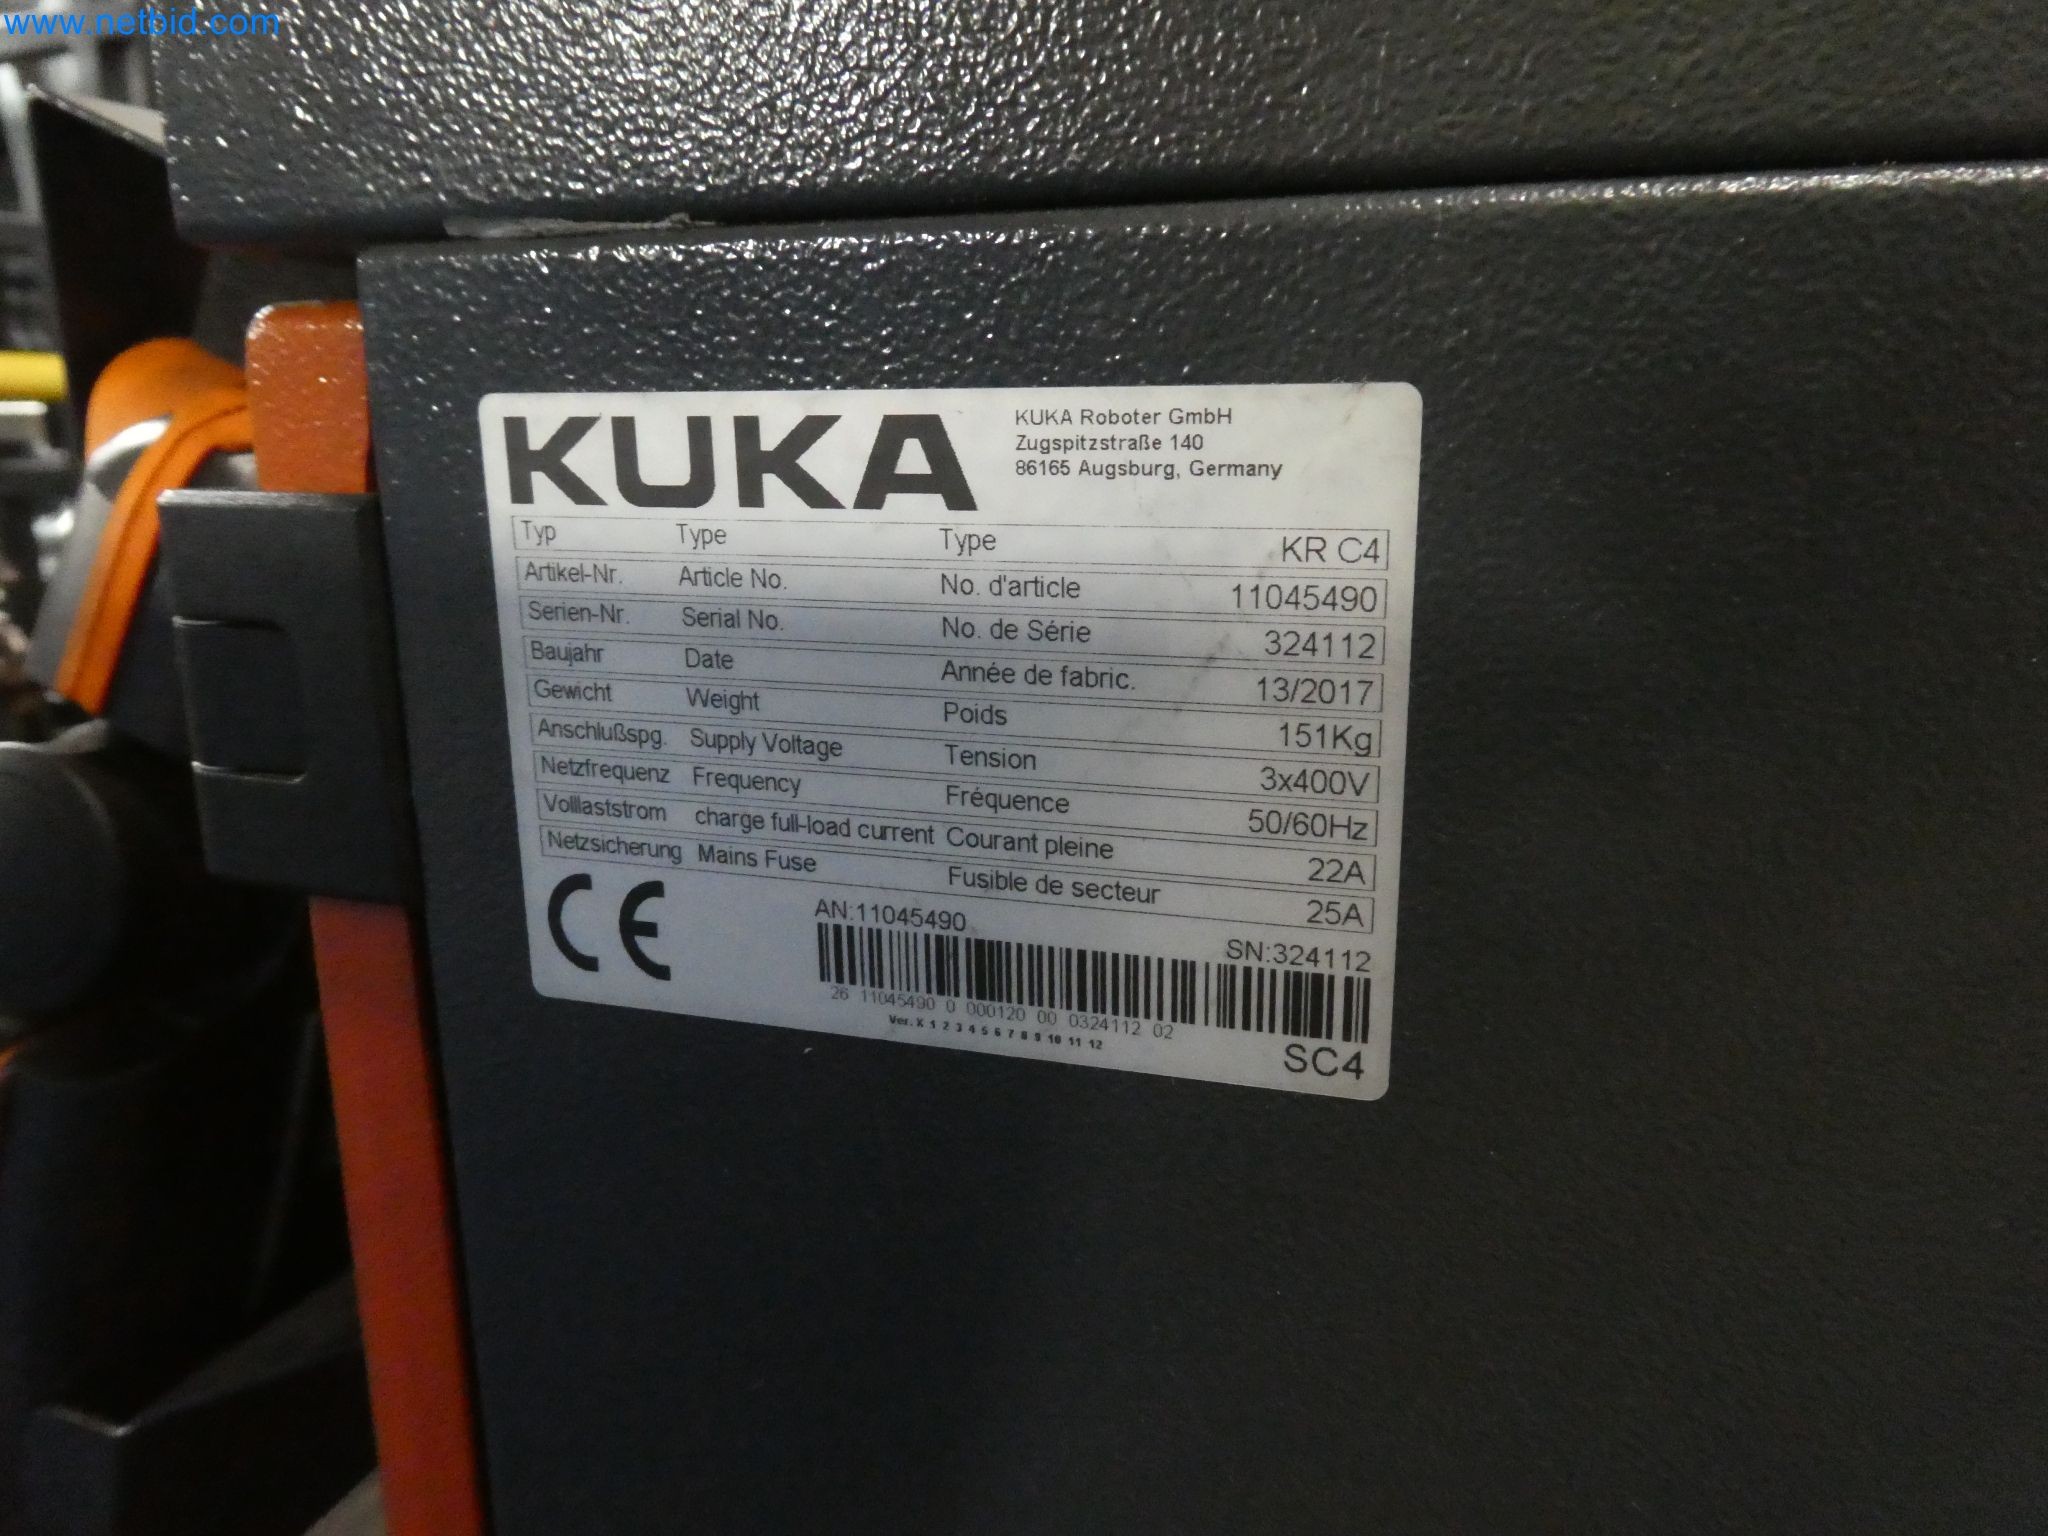 www.netbid.com
KUKA
KUKA Roboter GmbH
Zugspitzstraße 140
86165 Augsburg, Germany
Typ Type Type KR C4
Artikel-Nr. Article No. No. d'article 11045490
Serien-Nr. Serial No. No. de Série 324112
Baujahr Date Année de fabric. 13/2017
Gewicht Weight Poids 151Kg
Anschlußspg. Supply Voltage Tension 3x400V
Netzfrequenz Frequency Fréquence 50/60Hz
Volllaststrom charge full-load current Courant pleine 22A
Netzsicherung Mains Fuse Fusible de secteur 25A
CE
AN:11045490 SN:324112
26 11045490 0 000120 00 0324112 02
Ver. X 1 2 3 4 5 6 7 8 9 10 11 12
SC4